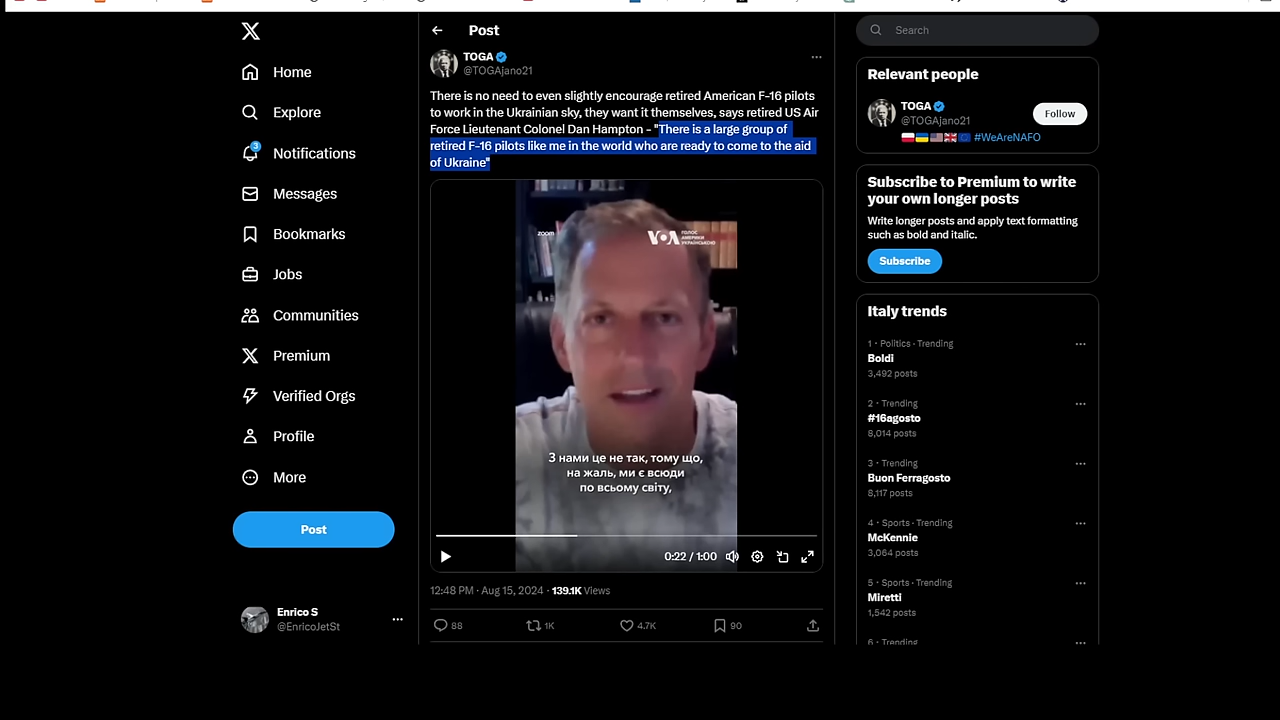 Post
TOGA
@TOGAjano21
There is no need to even slightly encourage retired American F-16 pilots
to work in the Ukrainian sky, they want it themselves, says retired US Air
Force Lieutenant Colonel Dan Hampton - "There is a large group of
retired F-16 pilots like me in the world who are ready to come to the aid
of Ukraine"
zoom
VOA ГОЛОС
АМЕРИКИ
УКРАЇНСЬКОЮ
З нами це не так, тому що,
на жаль, ми є всюди
по всьому світу,
0:22 / 1:00
12:48 PM · Aug 15, 2024 · 139.1K Views
88
1K
4.7K
90
Home
Explore
3
Notifications
Messages
Bookmarks
Jobs
Communities
Premium
Verified Orgs
Profile
More
Post
Enrico S
@EnricoJetSt
Search
Relevant people
TOGA
@TOGAjano21
Follow
#WeAreNAFO
Subscribe to Premium to write
your own longer posts
Write longer posts and apply text formatting
such as bold and italic.
Subscribe
Italy trends
1 · Politics · Trending
Boldi
3,492 posts
2 · Trending
#16agosto
8,014 posts
3 · Trending
Buon Ferragosto
8,117 posts
4 · Sports · Trending
McKennie
3,064 posts
5 · Sports · Trending
Miretti
1,542 posts
6 · Trending